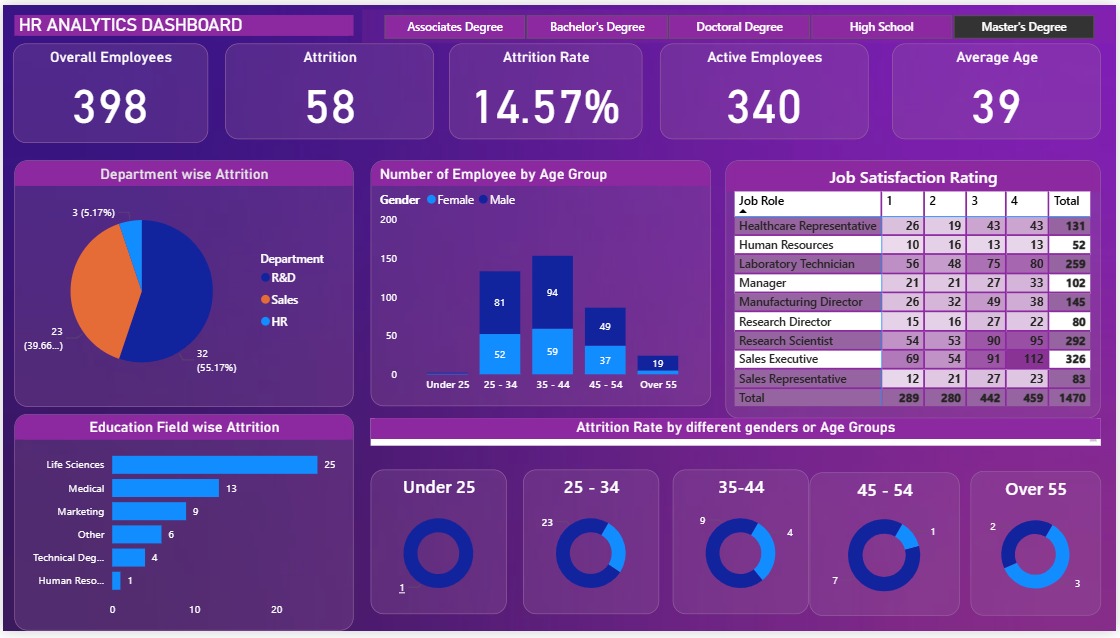 HR ANALYTICS DASHBOARD
Associates Degree
Bachelor's Degree
Doctoral Degree
High School
Master's Degree
Overall Employees
398
Attrition
58
Attrition Rate
14.57%
Active Employees
340
Average Age
39
Department wise Attrition
3 (5.17%)
23
(39.66...)
32
(55.17%)
Department
R&D
Sales
HR
Number of Employee by Age Group
Gender Female Male
200
150
100
50
0
81
52
94
59
49
37
19
Under 25 25 - 34 35 - 44 45 - 54 Over 55
Job Satisfaction Rating
Job Role 1 2 3 4 Total
Healthcare Representative 26 19 43 43 131
Human Resources 10 16 13 13 52
Laboratory Technician 56 48 75 80 259
Manager 21 21 27 33 102
Manufacturing Director 26 32 49 38 145
Research Director 15 16 27 22 80
Research Scientist 54 53 90 95 292
Sales Executive 69 54 91 112 326
Sales Representative 12 21 27 23 83
Total 289 280 442 459 1470
Education Field wise Attrition
Life Sciences 25
Medical 13
Marketing 9
Other 6
Technical Deg... 4
Human Reso... 1
0 10 20
Attrition Rate by different genders or Age Groups
Under 25
1
25 - 34
23
35-44
9
4
45 - 54
1
7
Over 55
2
3